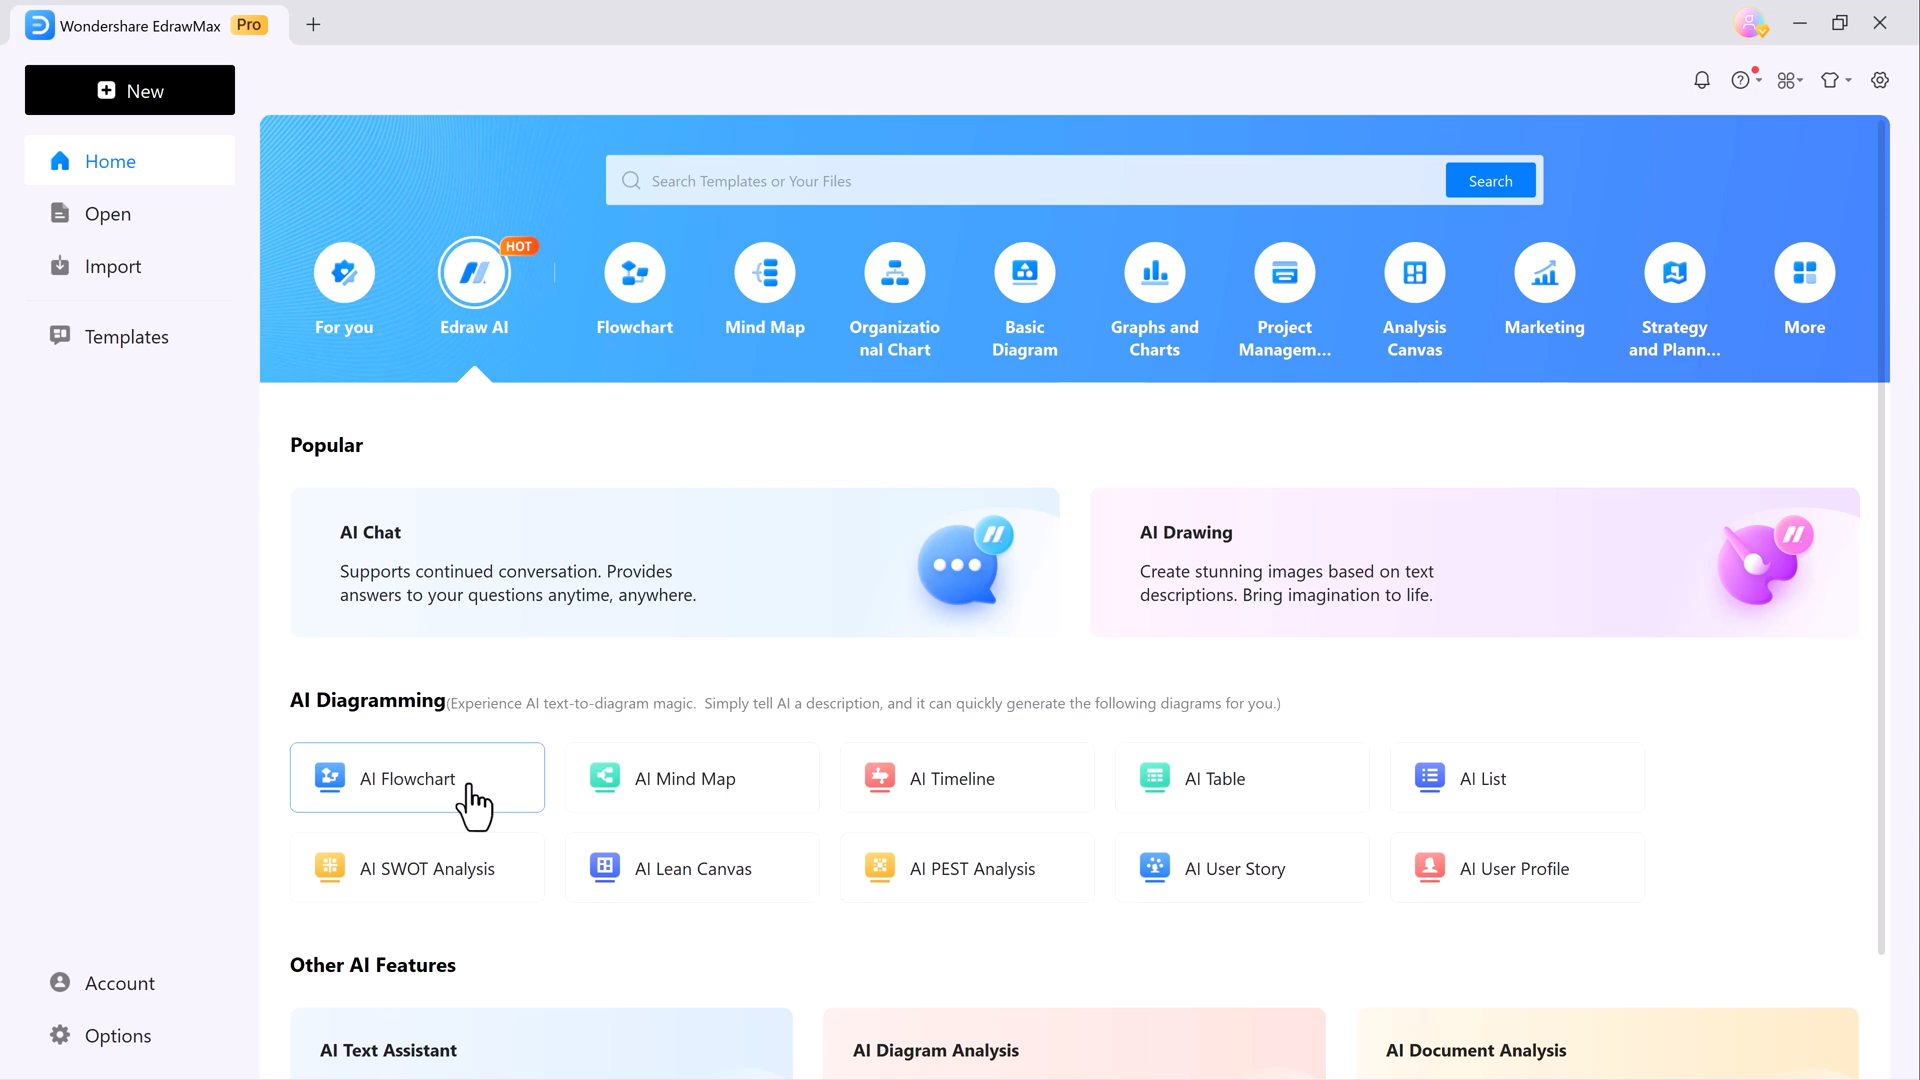 Wondershare EdrawMax Pro
New
Home
Open
Import
Templates
Account
Options
Search Templates or Your Files
Search
For you
HOT
Edraw AI
Flowchart
Mind Map
Organizatio
nal Chart
Basic
Diagram
Graphs and
Charts
Project
Managem...
Analysis
Canvas
Marketing
Strategy
and Plann...
More
Popular
AI Chat
Supports continued conversation. Provides
answers to your questions anytime, anywhere.
AI Drawing
Create stunning images based on text
descriptions. Bring imagination to life.
AI Diagramming(Experience AI text-to-diagram magic. Simply tell AI a description, and it can quickly generate the following diagrams for you.)
AI Flowchart
AI Mind Map
AI Timeline
AI Table
AI List
AI SWOT Analysis
AI Lean Canvas
AI PEST Analysis
AI User Story
AI User Profile
Other AI Features
AI Text Assistant
AI Diagram Analysis
AI Document Analysis